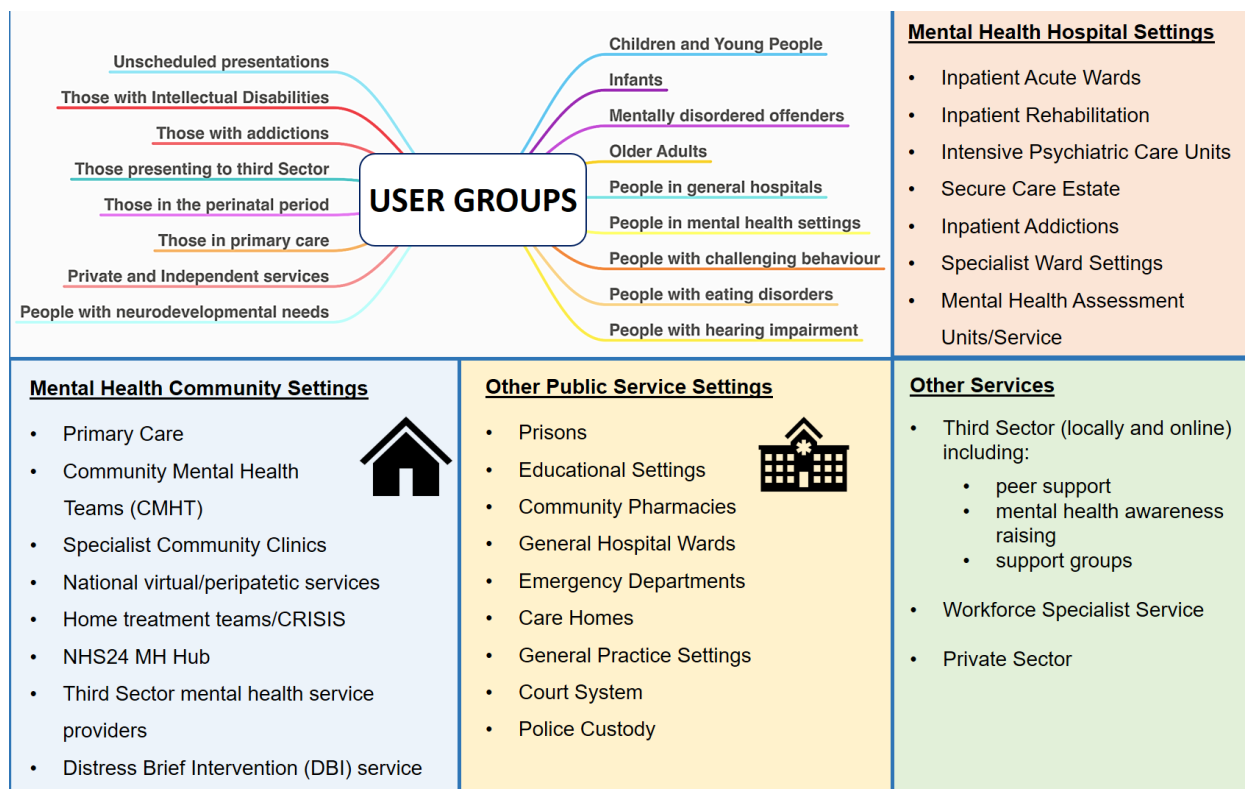 Unscheduled presentations
Those with Intellectual Disabilities
Those with addictions
Those presenting to third Sector
Those in the perinatal period
Those in primary care
Private and Independent services
People with neurodevelopmental needs
USER GROUPS
Children and Young People
Infants
Mentally disordered offenders
Older Adults
People in general hospitals
People in mental health settings
People with challenging behaviour
People with eating disorders
People with hearing impairment
Mental Health Hospital Settings
• Inpatient Acute Wards
• Inpatient Rehabilitation
• Intensive Psychiatric Care Units
• Secure Care Estate
• Inpatient Addictions
• Specialist Ward Settings
• Mental Health Assessment
Units/Service
Mental Health Community Settings
• Primary Care
• Community Mental Health
Teams (CMHT)
• Specialist Community Clinics
• National virtual/peripatetic services
• Home treatment teams/CRISIS
• NHS24 MH Hub
• Third Sector mental health service
providers
• Distress Brief Intervention (DBI) service
Other Public Service Settings
• Prisons
• Educational Settings
• Community Pharmacies
• General Hospital Wards
• Emergency Departments
• Care Homes
• General Practice Settings
• Court System
• Police Custody
Other Services
• Third Sector (locally and online)
including:
• peer support
• mental health awareness
raising
• support groups
• Workforce Specialist Service
• Private Sector